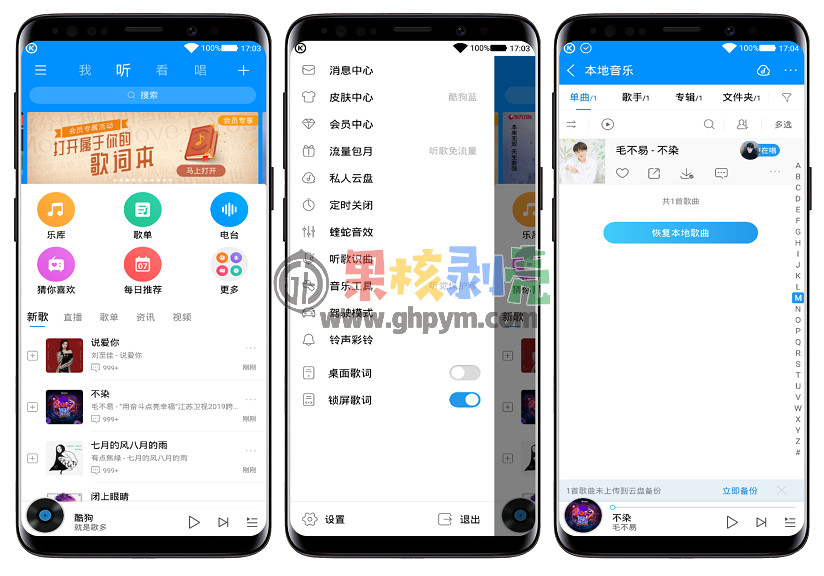 100% 17:03
我 听 看 唱
搜索
会员专属活动
会员专享
打开属于你的
歌词本
马上打开
乐库 歌单 电台
猜你喜欢 每日推荐 更多
新歌 直播 歌单 资讯 视频
说爱你
刘至佳 - 说爱你
999+
刚刚
不染
毛不易 - "用奋斗点亮幸福"江苏卫视2019跨...
999+
刚刚
七月的风八月的雨
有点焦绿 - 七月的风八月的雨
999+
刚刚
闭上眼睛
酷狗
就是歌多
100% 17:03
消息中心
皮肤中心 酷狗蓝
会员中心
流量包月 听歌免流量
私人云盘
定时关闭
蝰蛇音效
听歌识曲
音乐工具
驾驶模式
铃声彩铃
桌面歌词
锁屏歌词
设置 退出
新歌
果核剥壳
www.ghpym.com
100% 17:04
本地音乐
单曲/1 歌手/1 专辑/1 文件夹/1
多选
毛不易 - 不染
在唱
共1首歌曲
恢复本地歌曲
A
B
C
D
E
F
G
H
I
J
K
L
M
N
O
P
Q
R
S
T
U
V
W
X
Y
Z
#
1首歌曲未上传到云盘备份 立即备份
不染
毛不易